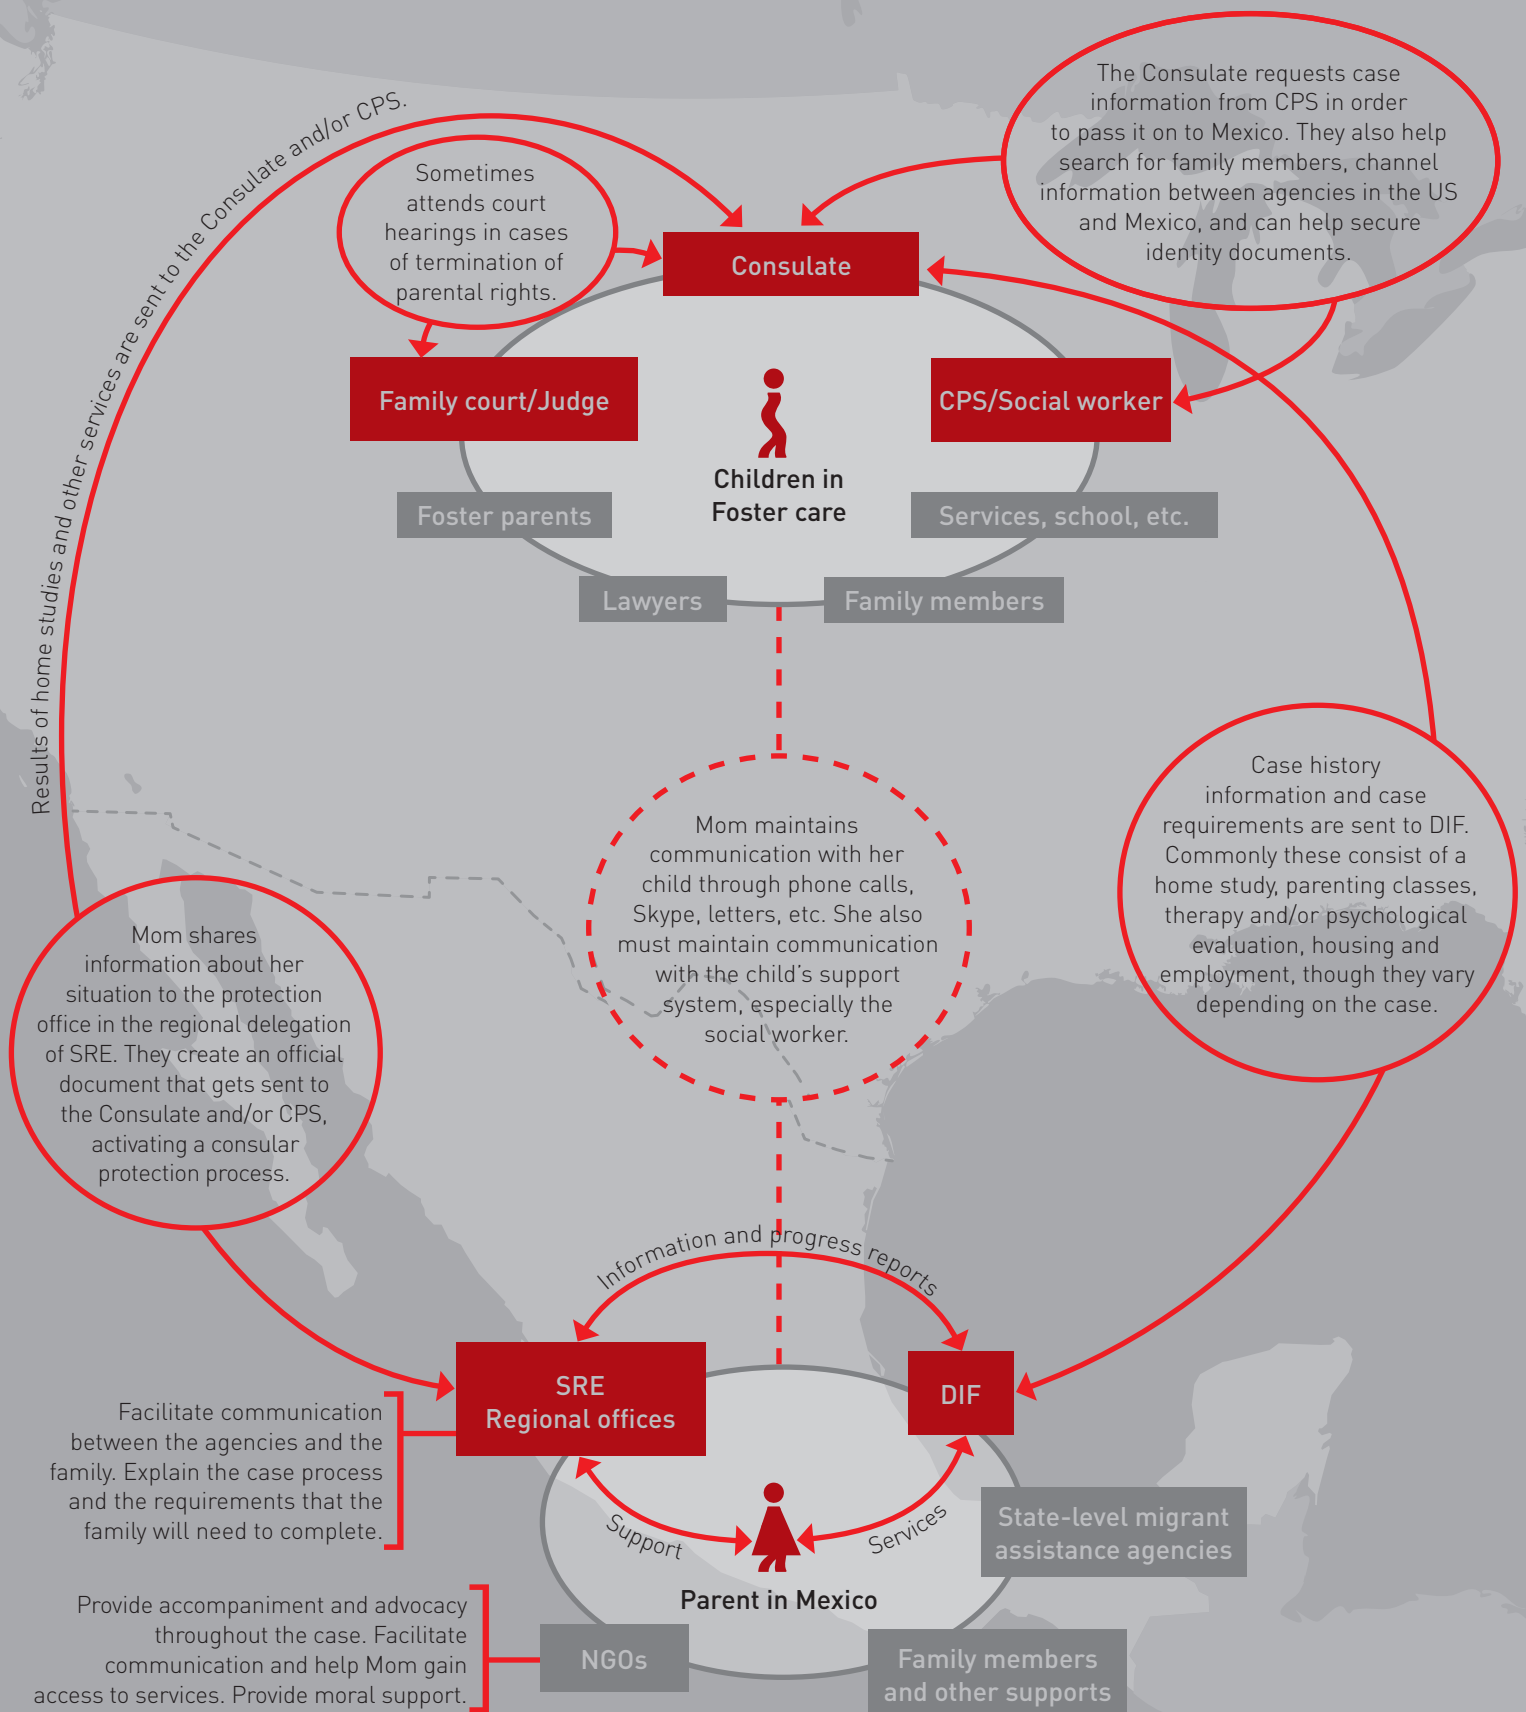 Results of home studies and other services are sent to the Consulate and/or CPS.
Sometimes
attends court
hearings in cases
of termination of
parental rights.
The Consulate requests case
information from CPS in order
to pass it on to Mexico. They also help
search for family members, channel
information between agencies in the US
and Mexico, and can help secure
identity documents.
Consulate
Family court/Judge
CPS/Social worker
Children in
Foster care
Foster parents
Services, school, etc.
Lawyers
Family members
Mom maintains
communication with her
child through phone calls,
Skype, letters, etc. She also
must maintain communication
with the child's support
system, especially the
social worker.
Case history
information and case
requirements are sent to DIF.
Commonly these consist of a
home study, parenting classes,
therapy and/or psychological
evaluation, housing and
employment, though they vary
depending on the case.
Mom shares
information about her
situation to the protection
office in the regional delegation
of SRE. They create an official
document that gets sent to
the Consulate and/or CPS,
activating a consular
protection process.
Information and progress reports
SRE
Regional offices
DIF
Facilitate communication
between the agencies and the
family. Explain the case process
and the requirements that the
family will need to complete.
Support
Services
State-level migrant
assistance agencies
Parent in Mexico
Provide accompaniment and advocacy
throughout the case. Facilitate
communication and help Mom gain
access to services. Provide moral support.
NGOs
Family members
and other supports